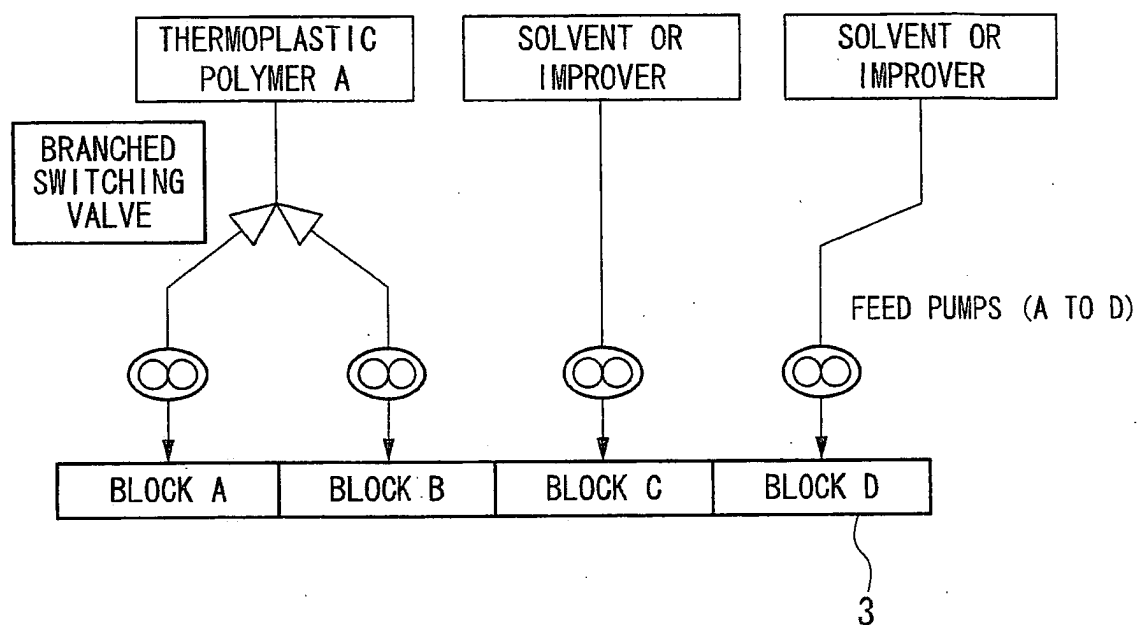 THERMOPLASTIC
POLYMER A
SOLVENT OR
IMPROVER
SOLVENT OR
IMPROVER
BRANCHED
SWITCHING
VALVE
FEED PUMPS (A TO D)
BLOCK A
BLOCK B
BLOCK C
BLOCK D
3